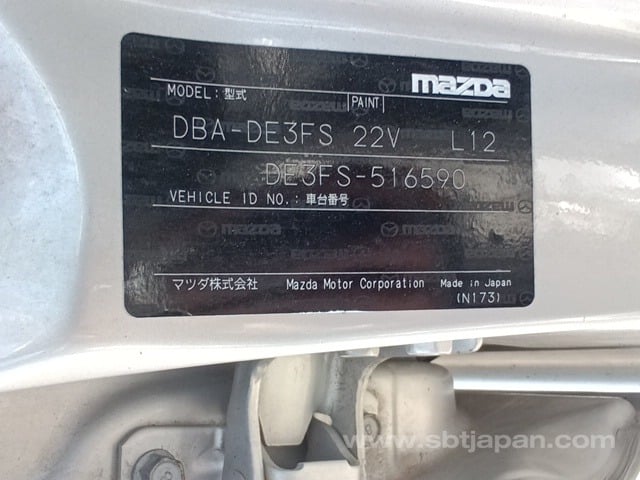 mazda
MODEL:型式 PAINT
DBA-DE3FS 22V L12
DE3FS-516590
VEHICLE ID NO.:車台番号
マツダ株式会社 Mazda Motor Corporation Made in Japan
(N173)
www.sbtjapan.com